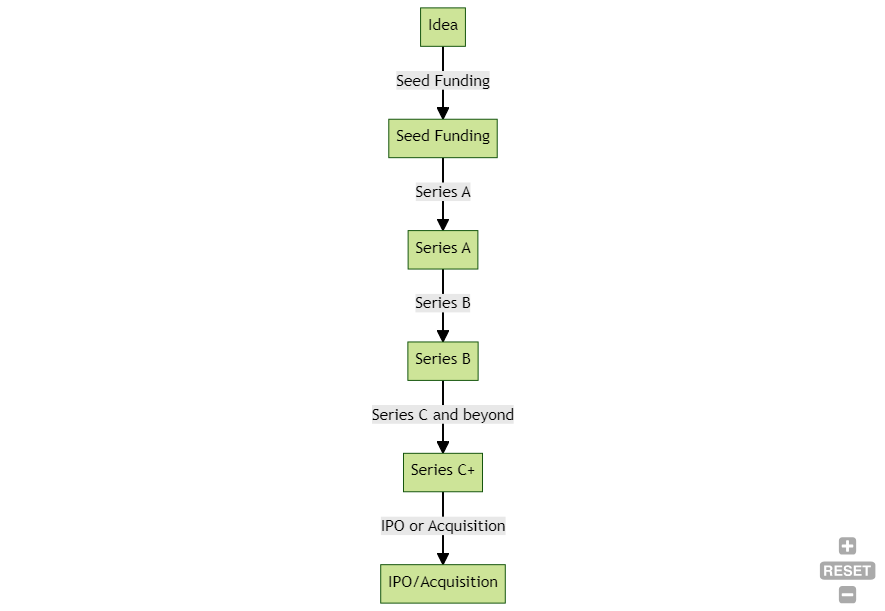 Idea
Seed Funding
Seed Funding
Series A
Series A
Series B
Series B
Series C and beyond
Series C+
IPO or Acquisition
IPO/Acquisition
+
RESET
−